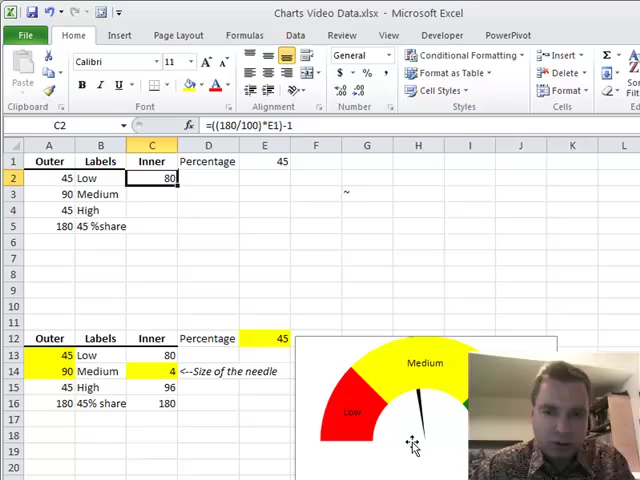 Charts Video Data.xlsx - Microsoft Excel
File Home Insert Page Layout Formulas Data Review View Developer PowerPivot
Calibri 11 General Conditional Formatting Insert
Paste Format as Table Delete
B I U $ % , Cell Styles Format
Clipboard Font Alignment Number Styles Cells
C2 fx =((180/100)*E1)-1
A B C D E F G H I J K L
1 Outer Labels Inner Percentage 45
2 45 Low 80
3 90 Medium ~
4 45 High
5 180 45 %share
6
7
8
9
10
11
12 Outer Labels Inner Percentage 45
13 45 Low 80
14 90 Medium 4 <--Size of the needle
15 45 High 96
16 180 45% share 180
17
18
19
20
Medium
Low